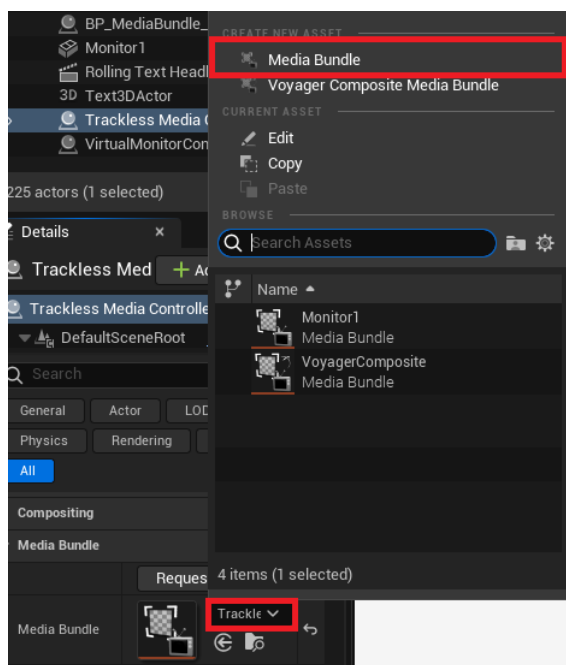 BP_MediaBundle_
Monitor1
Rolling Text Headl
3D Text3DActor
Trackless Media
VirtualMonitorCon
225 actors (1 selected)
Details
Trackless Med
Trackless Media Controlle
DefaultSceneRoot
Search
General Actor LOD
Physics Rendering
All
Compositing
Media Bundle
Reques
Media Bundle
CREATE NEW ASSET
Media Bundle
Voyager Composite Media Bundle
CURRENT ASSET
Edit
Copy
Paste
BROWSE
Search Assets
Name
Monitor1
Media Bundle
VoyagerComposite
Media Bundle
4 items (1 selected)
Trackle